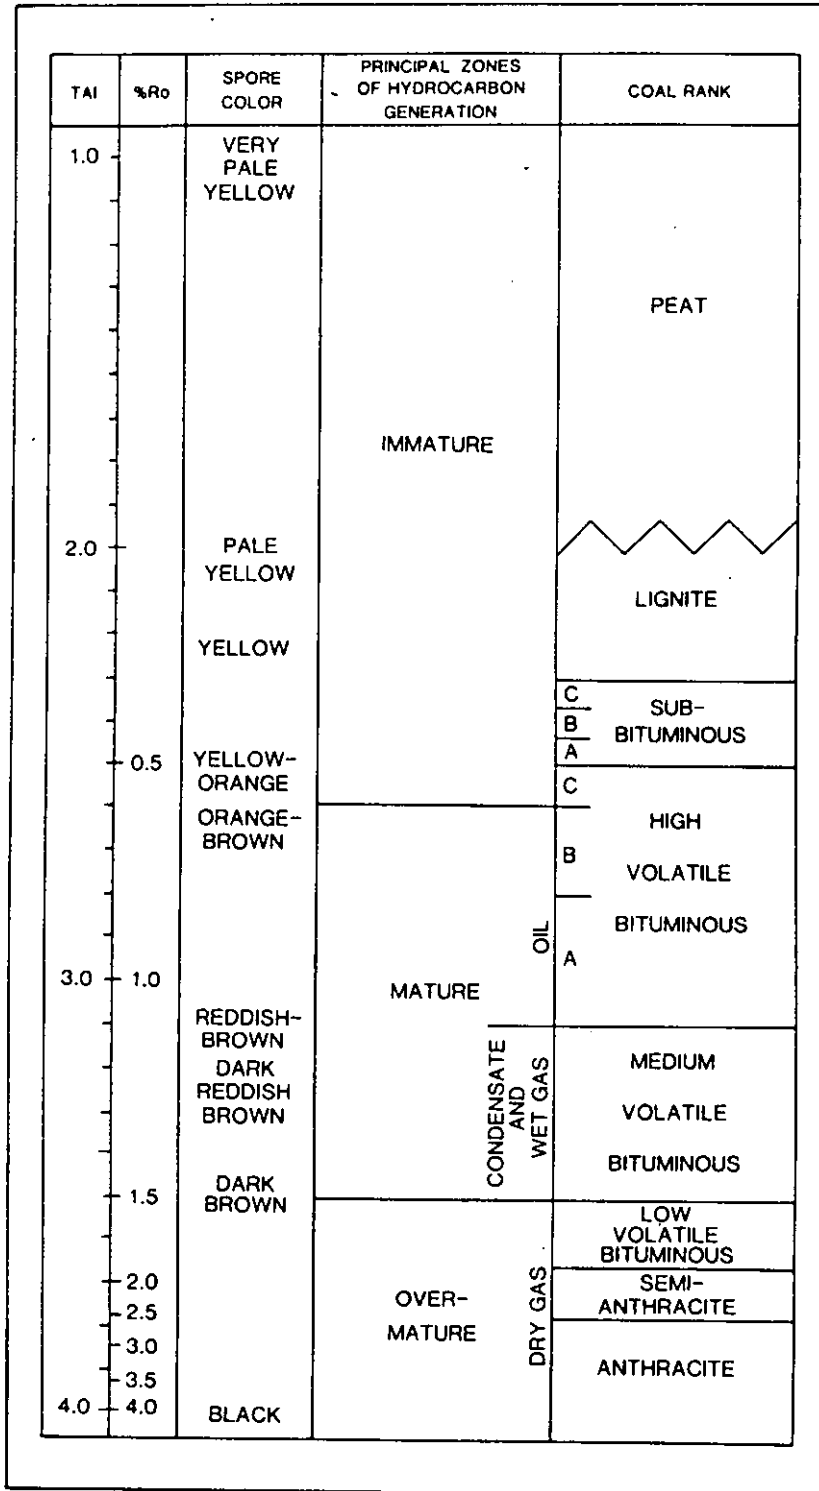 TAI
%Ro
SPORE
COLOR
PRINCIPAL ZONES
OF HYDROCARBON
GENERATION
COAL RANK
1.0
2.0
3.0
4.0
0.5
1.0
1.5
2.0
2.5
3.0
3.5
4.0
VERY
PALE
YELLOW
PALE
YELLOW
YELLOW
YELLOW-
ORANGE
ORANGE-
BROWN
REDDISH-
BROWN
DARK
REDDISH
BROWN
DARK
BROWN
BLACK
IMMATURE
MATURE
OVER-
MATURE
OIL
CONDENSATE
AND
WET GAS
DRY GAS
PEAT
LIGNITE
C
B
A
SUB-
BITUMINOUS
C
B
A
HIGH
VOLATILE
BITUMINOUS
MEDIUM
VOLATILE
BITUMINOUS
LOW
VOLATILE
BITUMINOUS
SEMI-
ANTHRACITE
ANTHRACITE